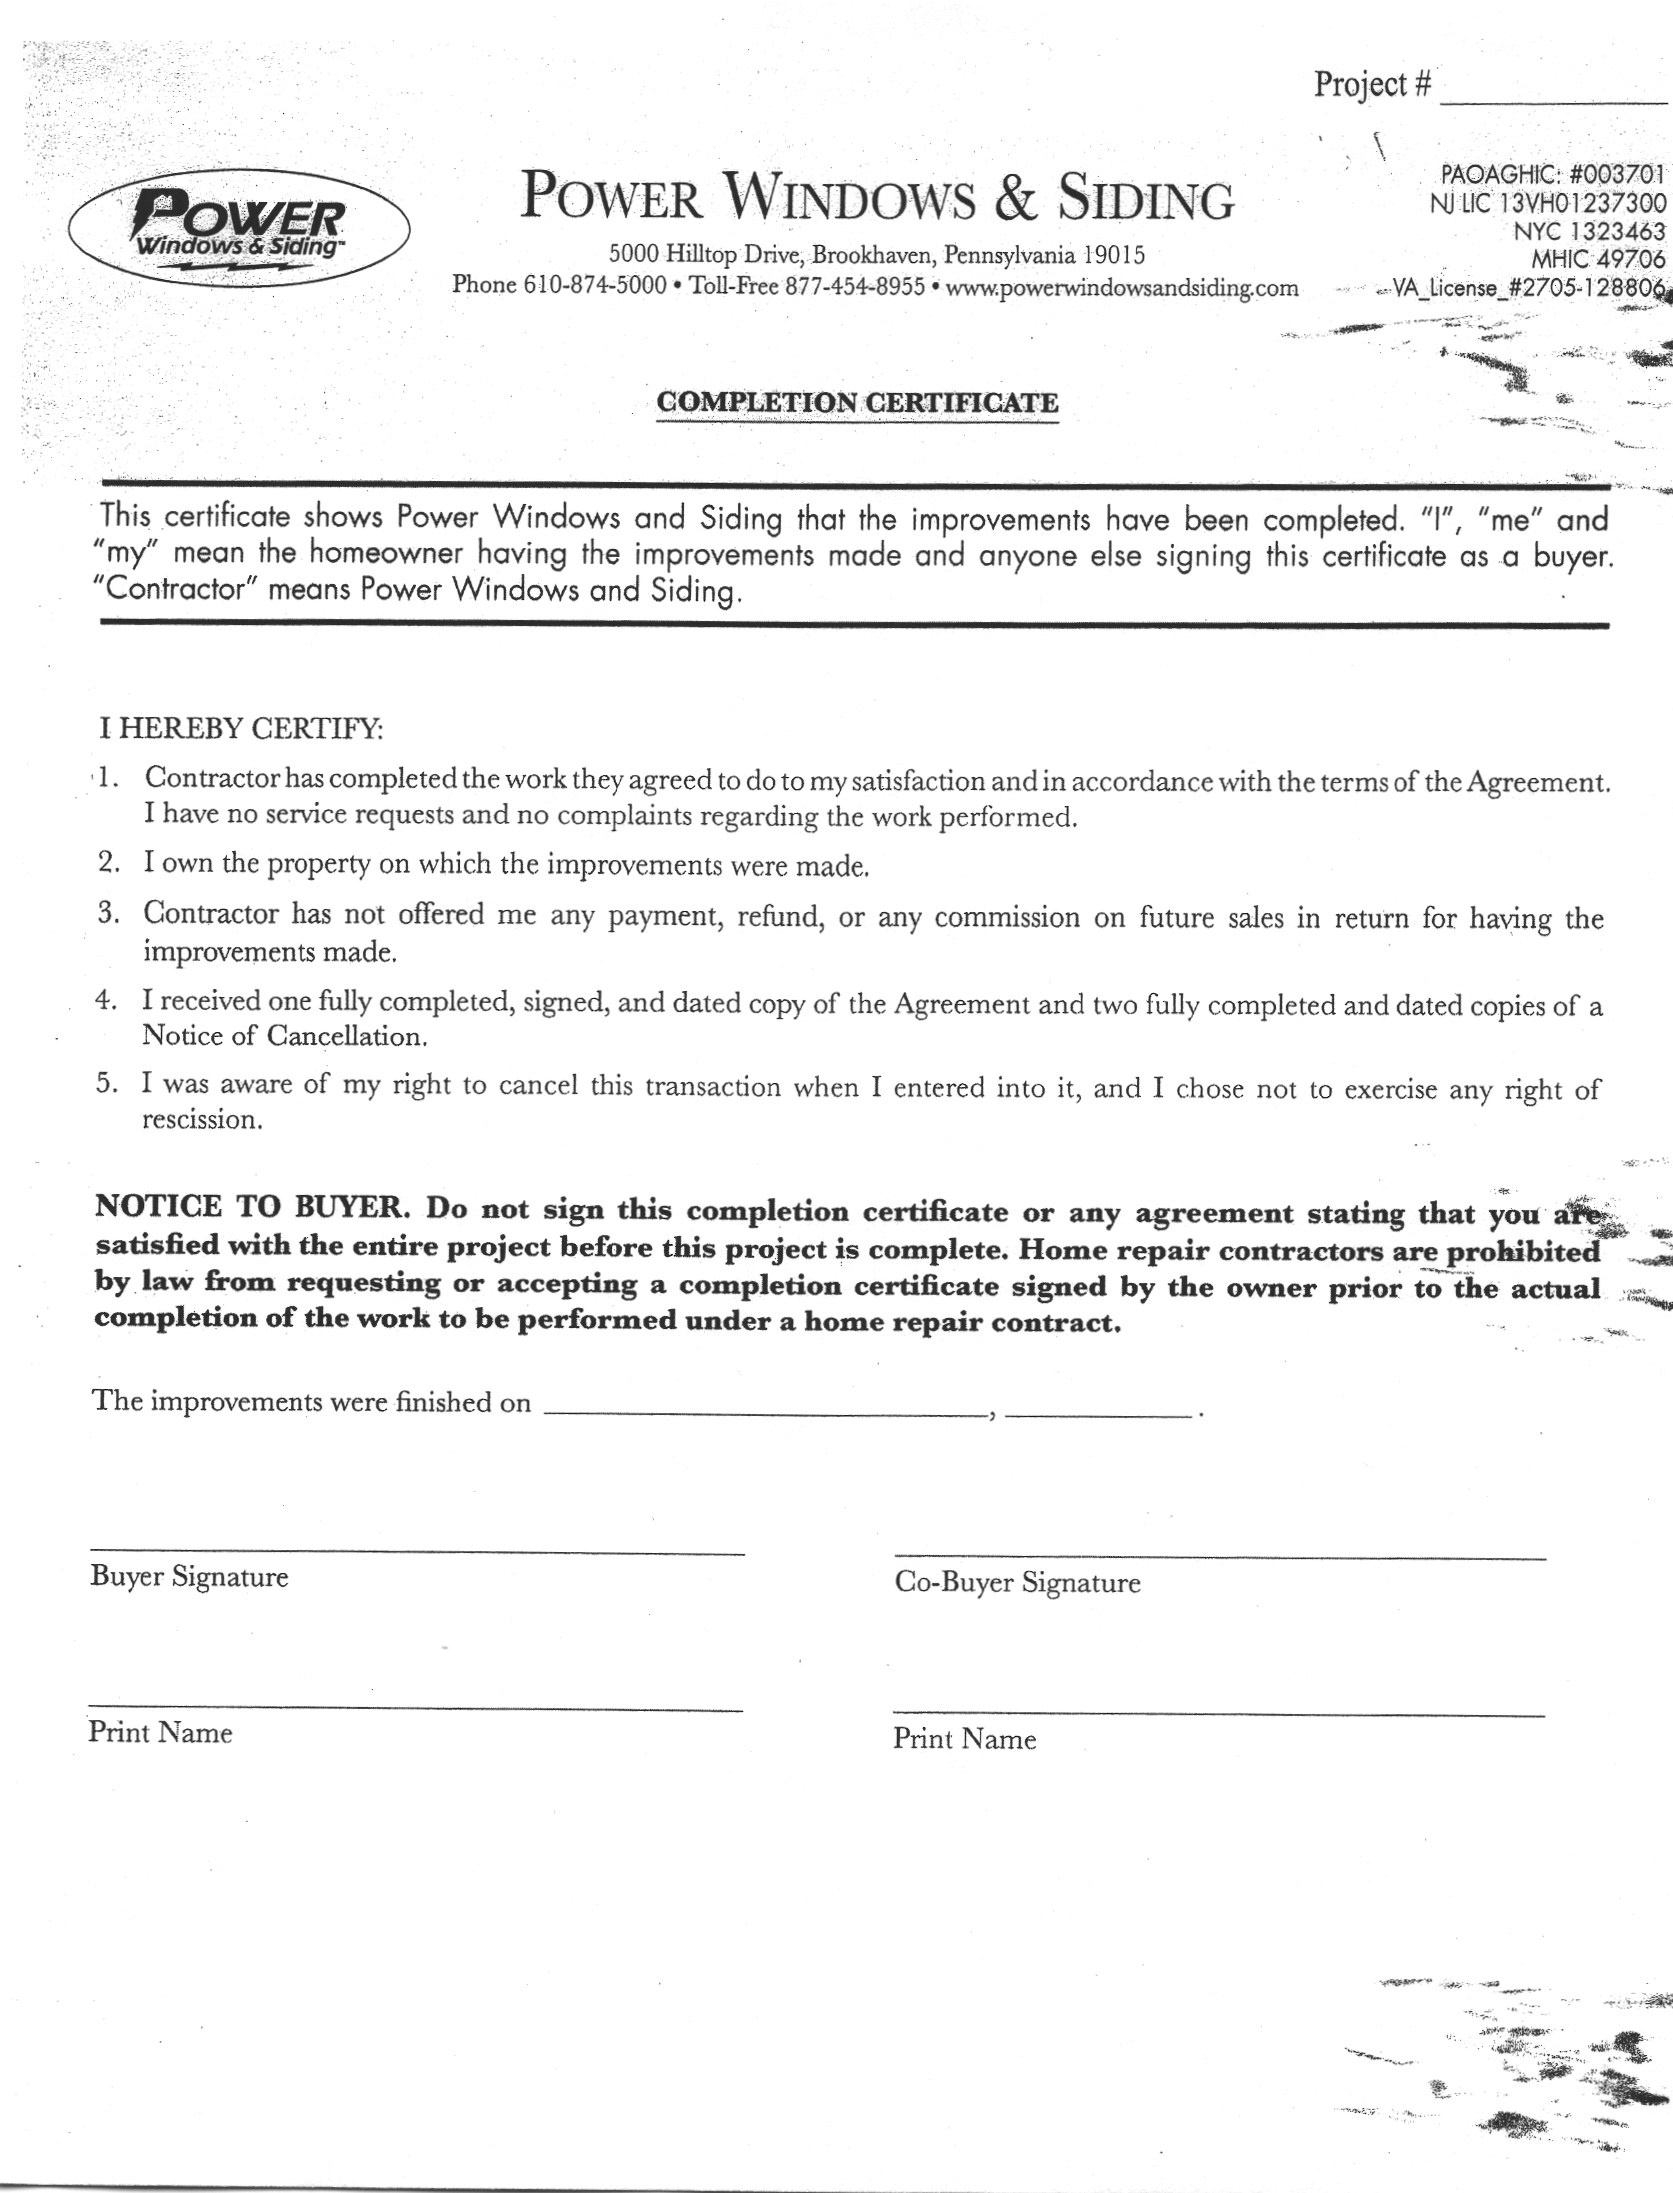 Project #
POWER
Windows & Siding™
POWER WINDOWS & SIDING
5000 Hilltop Drive, Brookhaven, Pennsylvania 19015
Phone 610-874-5000 • Toll-Free 877-454-8955 • www.powerwindowsandsiding.com
PAOAGHIC: #003701
NJ LIC 13VH01237300
NYC 1323463
MHIC 49706
VA_License_#2705-128806
COMPLETION CERTIFICATE
This certificate shows Power Windows and Siding that the improvements have been completed. "I", "me" and
"my" mean the homeowner having the improvements made and anyone else signing this certificate as a buyer.
"Contractor" means Power Windows and Siding.
I HEREBY CERTIFY:
1. Contractor has completed the work they agreed to do to my satisfaction and in accordance with the terms of the Agreement.
I have no service requests and no complaints regarding the work performed.
2. I own the property on which the improvements were made.
3. Contractor has not offered me any payment, refund, or any commission on future sales in return for having the
improvements made.
4. I received one fully completed, signed, and dated copy of the Agreement and two fully completed and dated copies of a
Notice of Cancellation.
5. I was aware of my right to cancel this transaction when I entered into it, and I chose not to exercise any right of
rescission.
NOTICE TO BUYER. Do not sign this completion certificate or any agreement stating that you are
satisfied with the entire project before this project is complete. Home repair contractors are prohibited
by law from requesting or accepting a completion certificate signed by the owner prior to the actual
completion of the work to be performed under a home repair contract.
The improvements were finished on , .
Buyer Signature
Co-Buyer Signature
Print Name
Print Name